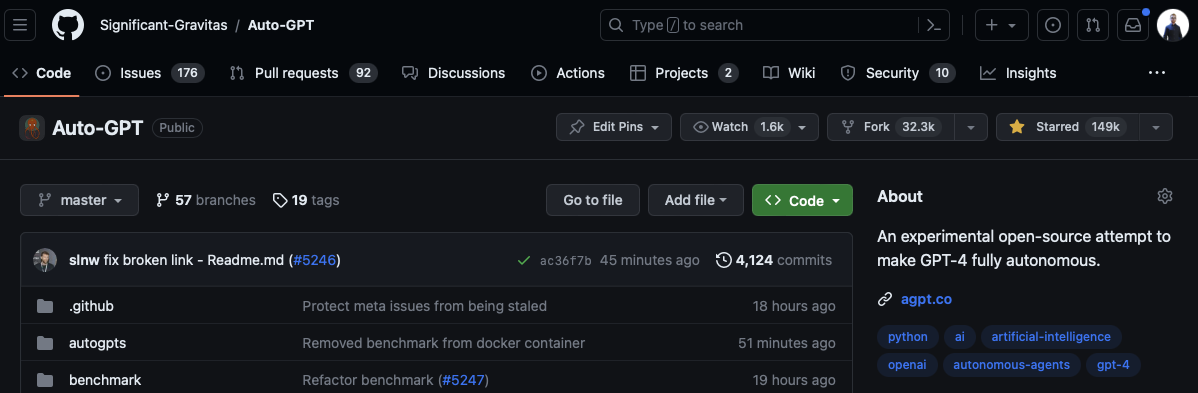 Significant-Gravitas / Auto-GPT
Type / to search
Code Issues 176 Pull requests 92 Discussions Actions Projects 2 Wiki Security 10 Insights
Auto-GPT Public Edit Pins Watch 1.6k Fork 32.3k Starred 149k
master 57 branches 19 tags Go to file Add file Code
slnw fix broken link - Readme.md (#5246) ac36f7b 45 minutes ago 4,124 commits
.github Protect meta issues from being staled 18 hours ago
autogpts Removed benchmark from docker container 51 minutes ago
benchmark Refactor benchmark (#5247) 19 hours ago
About
An experimental open-source attempt to
make GPT-4 fully autonomous.
agpt.co
python ai artificial-intelligence
openai autonomous-agents gpt-4